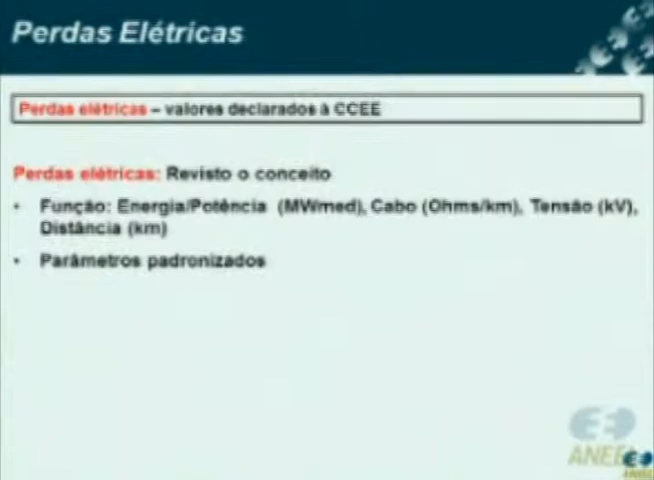 Perdas Elétricas
Perdas elétricas – valores declarados à CCEE
Perdas elétricas: Revisto o conceito
• Função: Energia/Potência (MWmed), Cabo (Ohms/km), Tensão (kV),
Distância (km)
• Parâmetros padronizados
ANEEL